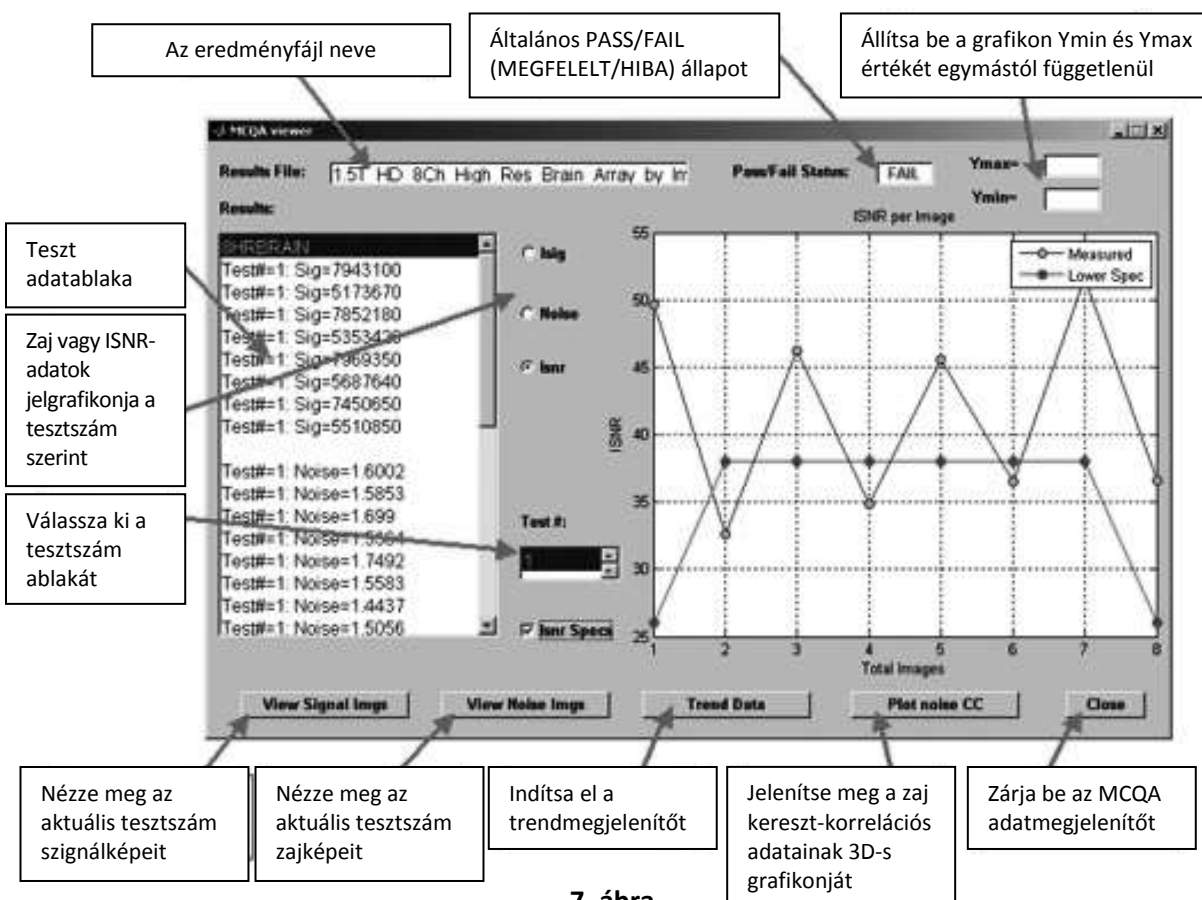 Az eredményfájl neve
Általános PASS/FAIL
(MEGFELELT/HIBA) állapot
Állítsa be a grafikon Ymin és Ymax
értékét egymástól függetlenül
MCQA viewer
Results File:
1.5T HD 8Ch High Res Brain Array by Im
Pass/Fail Status:
FAIL
Ymax=
Ymin=
Results:
8HRBRAIN
Test#=1: Sig=7943100
Test#=1: Sig=5173670
Test#=1: Sig=7852180
Test#=1: Sig=5353420
Test#=1: Sig=7969350
Test#=1: Sig=5687640
Test#=1: Sig=7450650
Test#=1: Sig=5510850
Test#=1: Noise=1.6002
Test#=1: Noise=1.5853
Test#=1: Noise=1.699
Test#=1:
Test#=1: Noise=1.7492
Test#=1: Noise=1.5583
Test#=1: Noise=1.4437
Test#=1: Noise=1.5056
Isig
Noise
Isnr
Test #:
1
Isnr Specs
ISNR per Image
Measured
Lower Spec
ISNR
55
50
45
40
35
30
25
1 2 3 4 5 6 7 8
Total Images
View Signal Imgs
View Noise Imgs
Trend Data
Plot noise CC
Close
Teszt
adatablaka
Zaj vagy ISNR-
adatok
jelgrafikonja a
tesztszám
szerint
Válassza ki a
tesztszám
ablakát
Nézze meg az
aktuális tesztszám
szignálképeit
Nézze meg az
aktuális tesztszám
zajképeit
Indítsa el a
trendmegjelenítőt
Jelenítse meg a zaj
kereszt-korrelációs
adatainak 3D-s
grafikonját
Zárja be az MCQA
adatmegjelenítőt
7. ábra